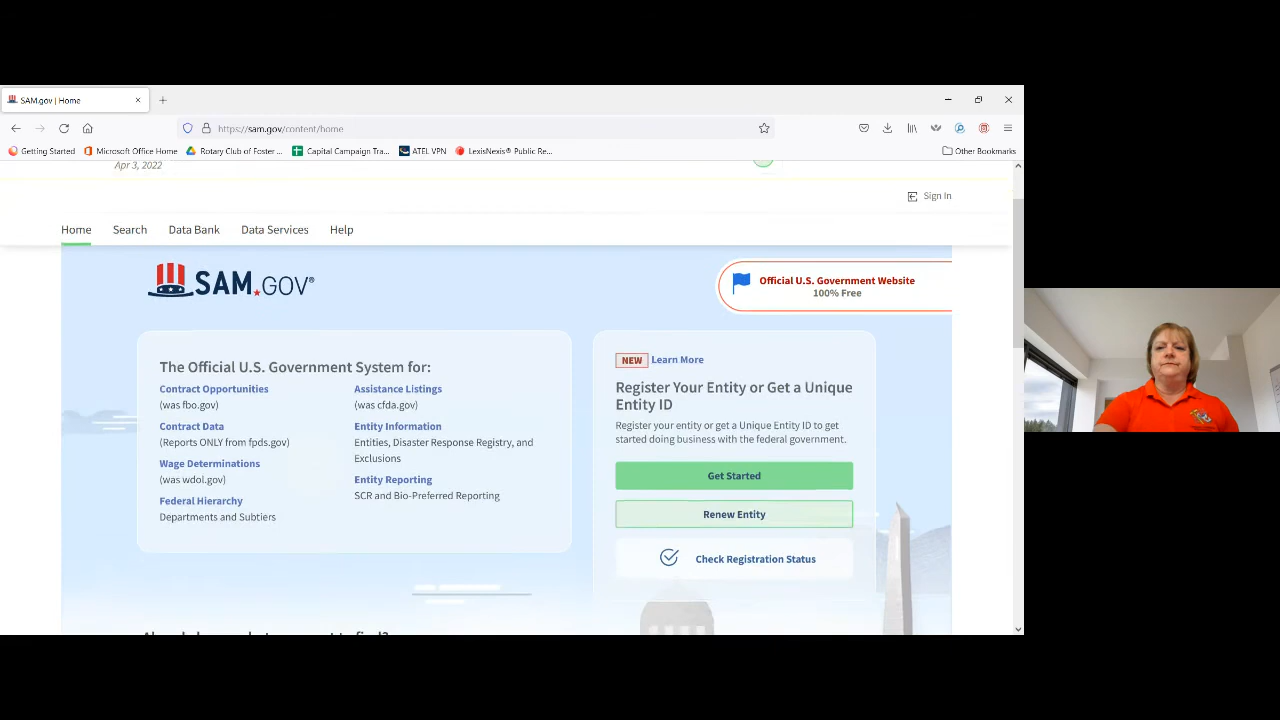 SAM.gov | Home
https://sam.gov/content/home
Getting Started
Microsoft Office Home
Rotary Club of Foster ...
Capital Campaign Tra...
ATEL VPN
LexisNexis® Public Re...
Other Bookmarks
Apr 3, 2022
Sign In
Home
Search
Data Bank
Data Services
Help
SAM.GOV®
Official U.S. Government Website
100% Free
The Official U.S. Government System for:
Contract Opportunities
(was fbo.gov)
Contract Data
(Reports ONLY from fpds.gov)
Wage Determinations
(was wdol.gov)
Federal Hierarchy
Departments and Subtiers
Assistance Listings
(was cfda.gov)
Entity Information
Entities, Disaster Response Registry, and
Exclusions
Entity Reporting
SCR and Bio-Preferred Reporting
NEW Learn More
Register Your Entity or Get a Unique
Entity ID
Register your entity or get a Unique Entity ID to get
started doing business with the federal government.
Get Started
Renew Entity
Check Registration Status